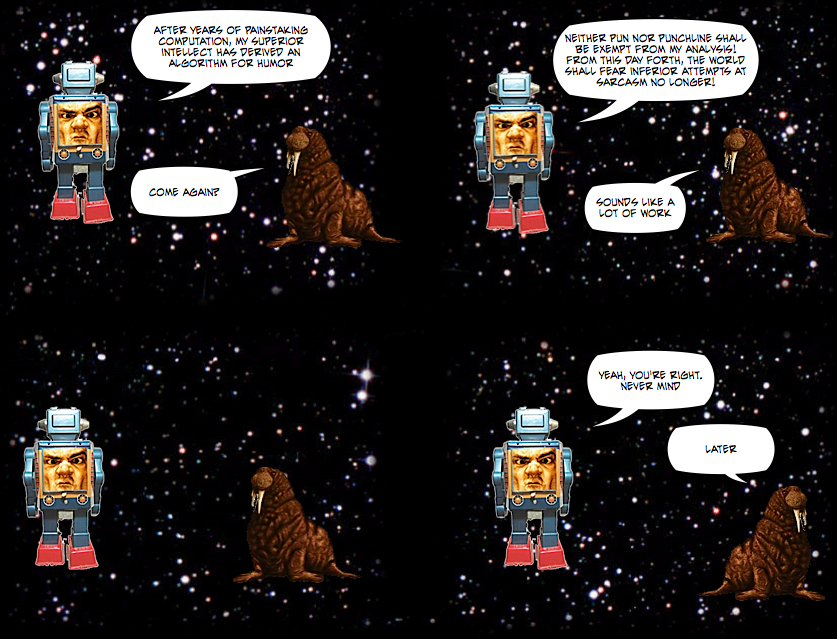 AFTER YEARS OF PAINSTAKING
COMPUTATION, MY SUPERIOR
INTELLECT HAS DERIVED AN
ALGORITHM FOR HUMOR
COME AGAIN?
NEITHER PUN NOR PUNCHLINE SHALL
BE EXEMPT FROM MY ANALYSIS!
FROM THIS DAY FORTH, THE WORLD
SHALL FEAR INFERIOR ATTEMPTS AT
SARCASM NO LONGER!
SOUNDS LIKE A
LOT OF WORK
YEAH, YOU'RE RIGHT.
NEVER MIND
LATER